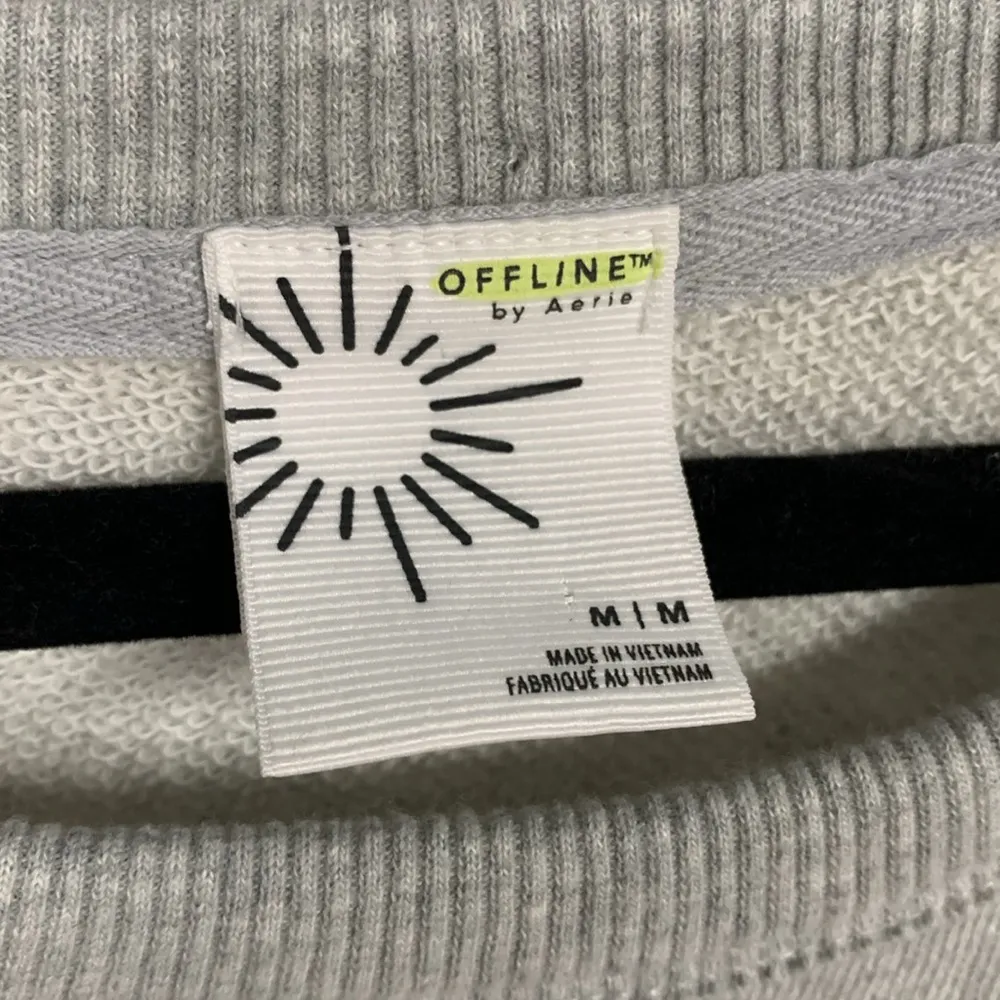 OFFLINE™
by Aerie
M | M
MADE IN VIETNAM
FABRIQUÉ AU VIETNAM